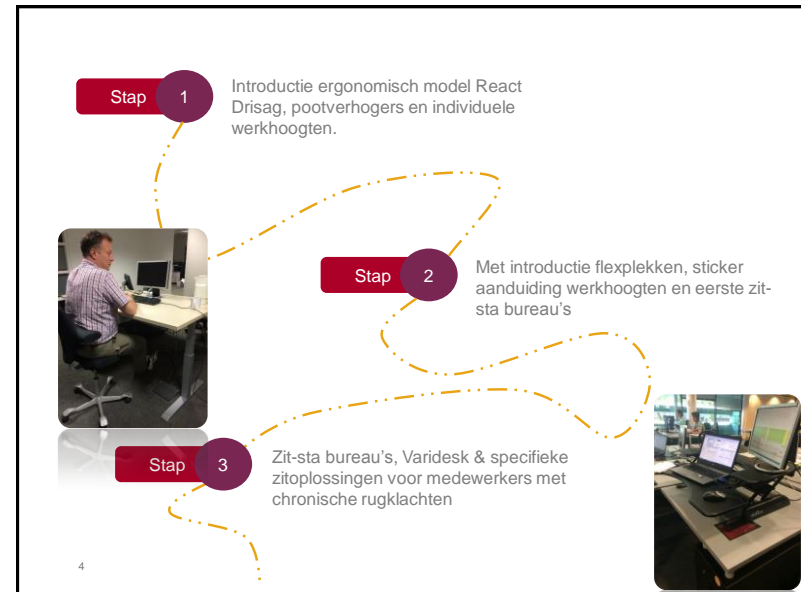 Stap 1
Introductie ergonomisch model React
Drisag, pootverhogers en individuele
werkhoogten.
Stap 2
Met introductie flexplekken, sticker
aanduiding werkhoogten en eerste zit-
sta bureau’s
Stap 3
Zit-sta bureau’s, Varidesk & specifieke
zitoplossingen voor medewerkers met
chronische rugklachten
4